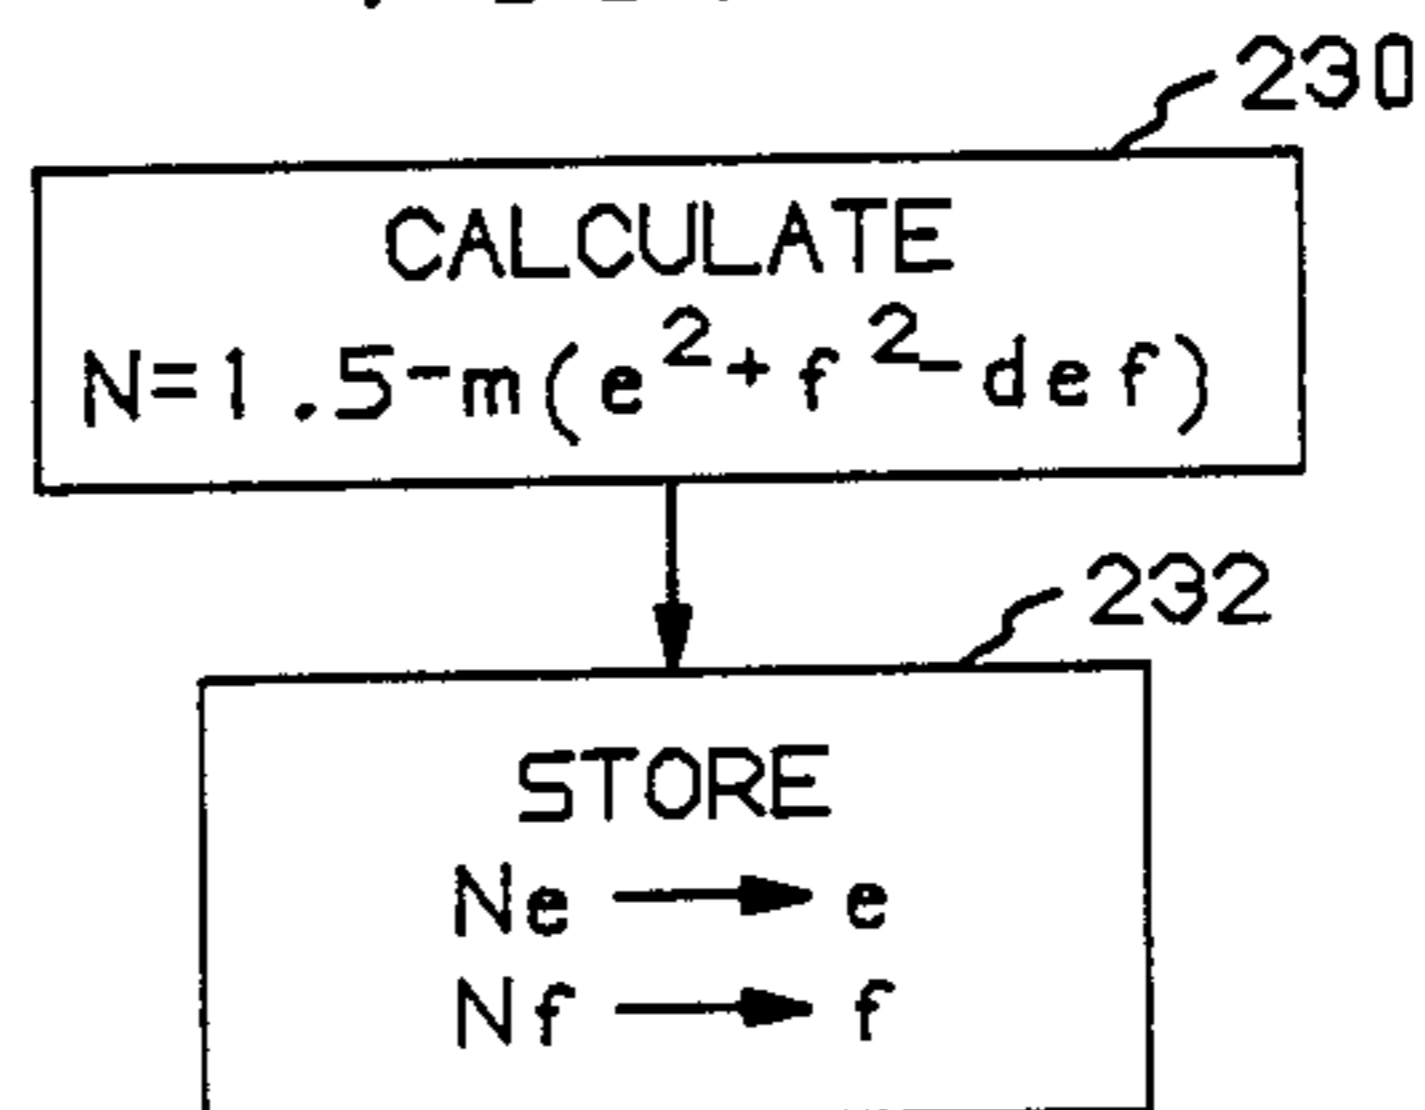 230
CALCULATE
N=1.5-m(e²+f²-def)
232
STORE
Ne → e
Nf → f